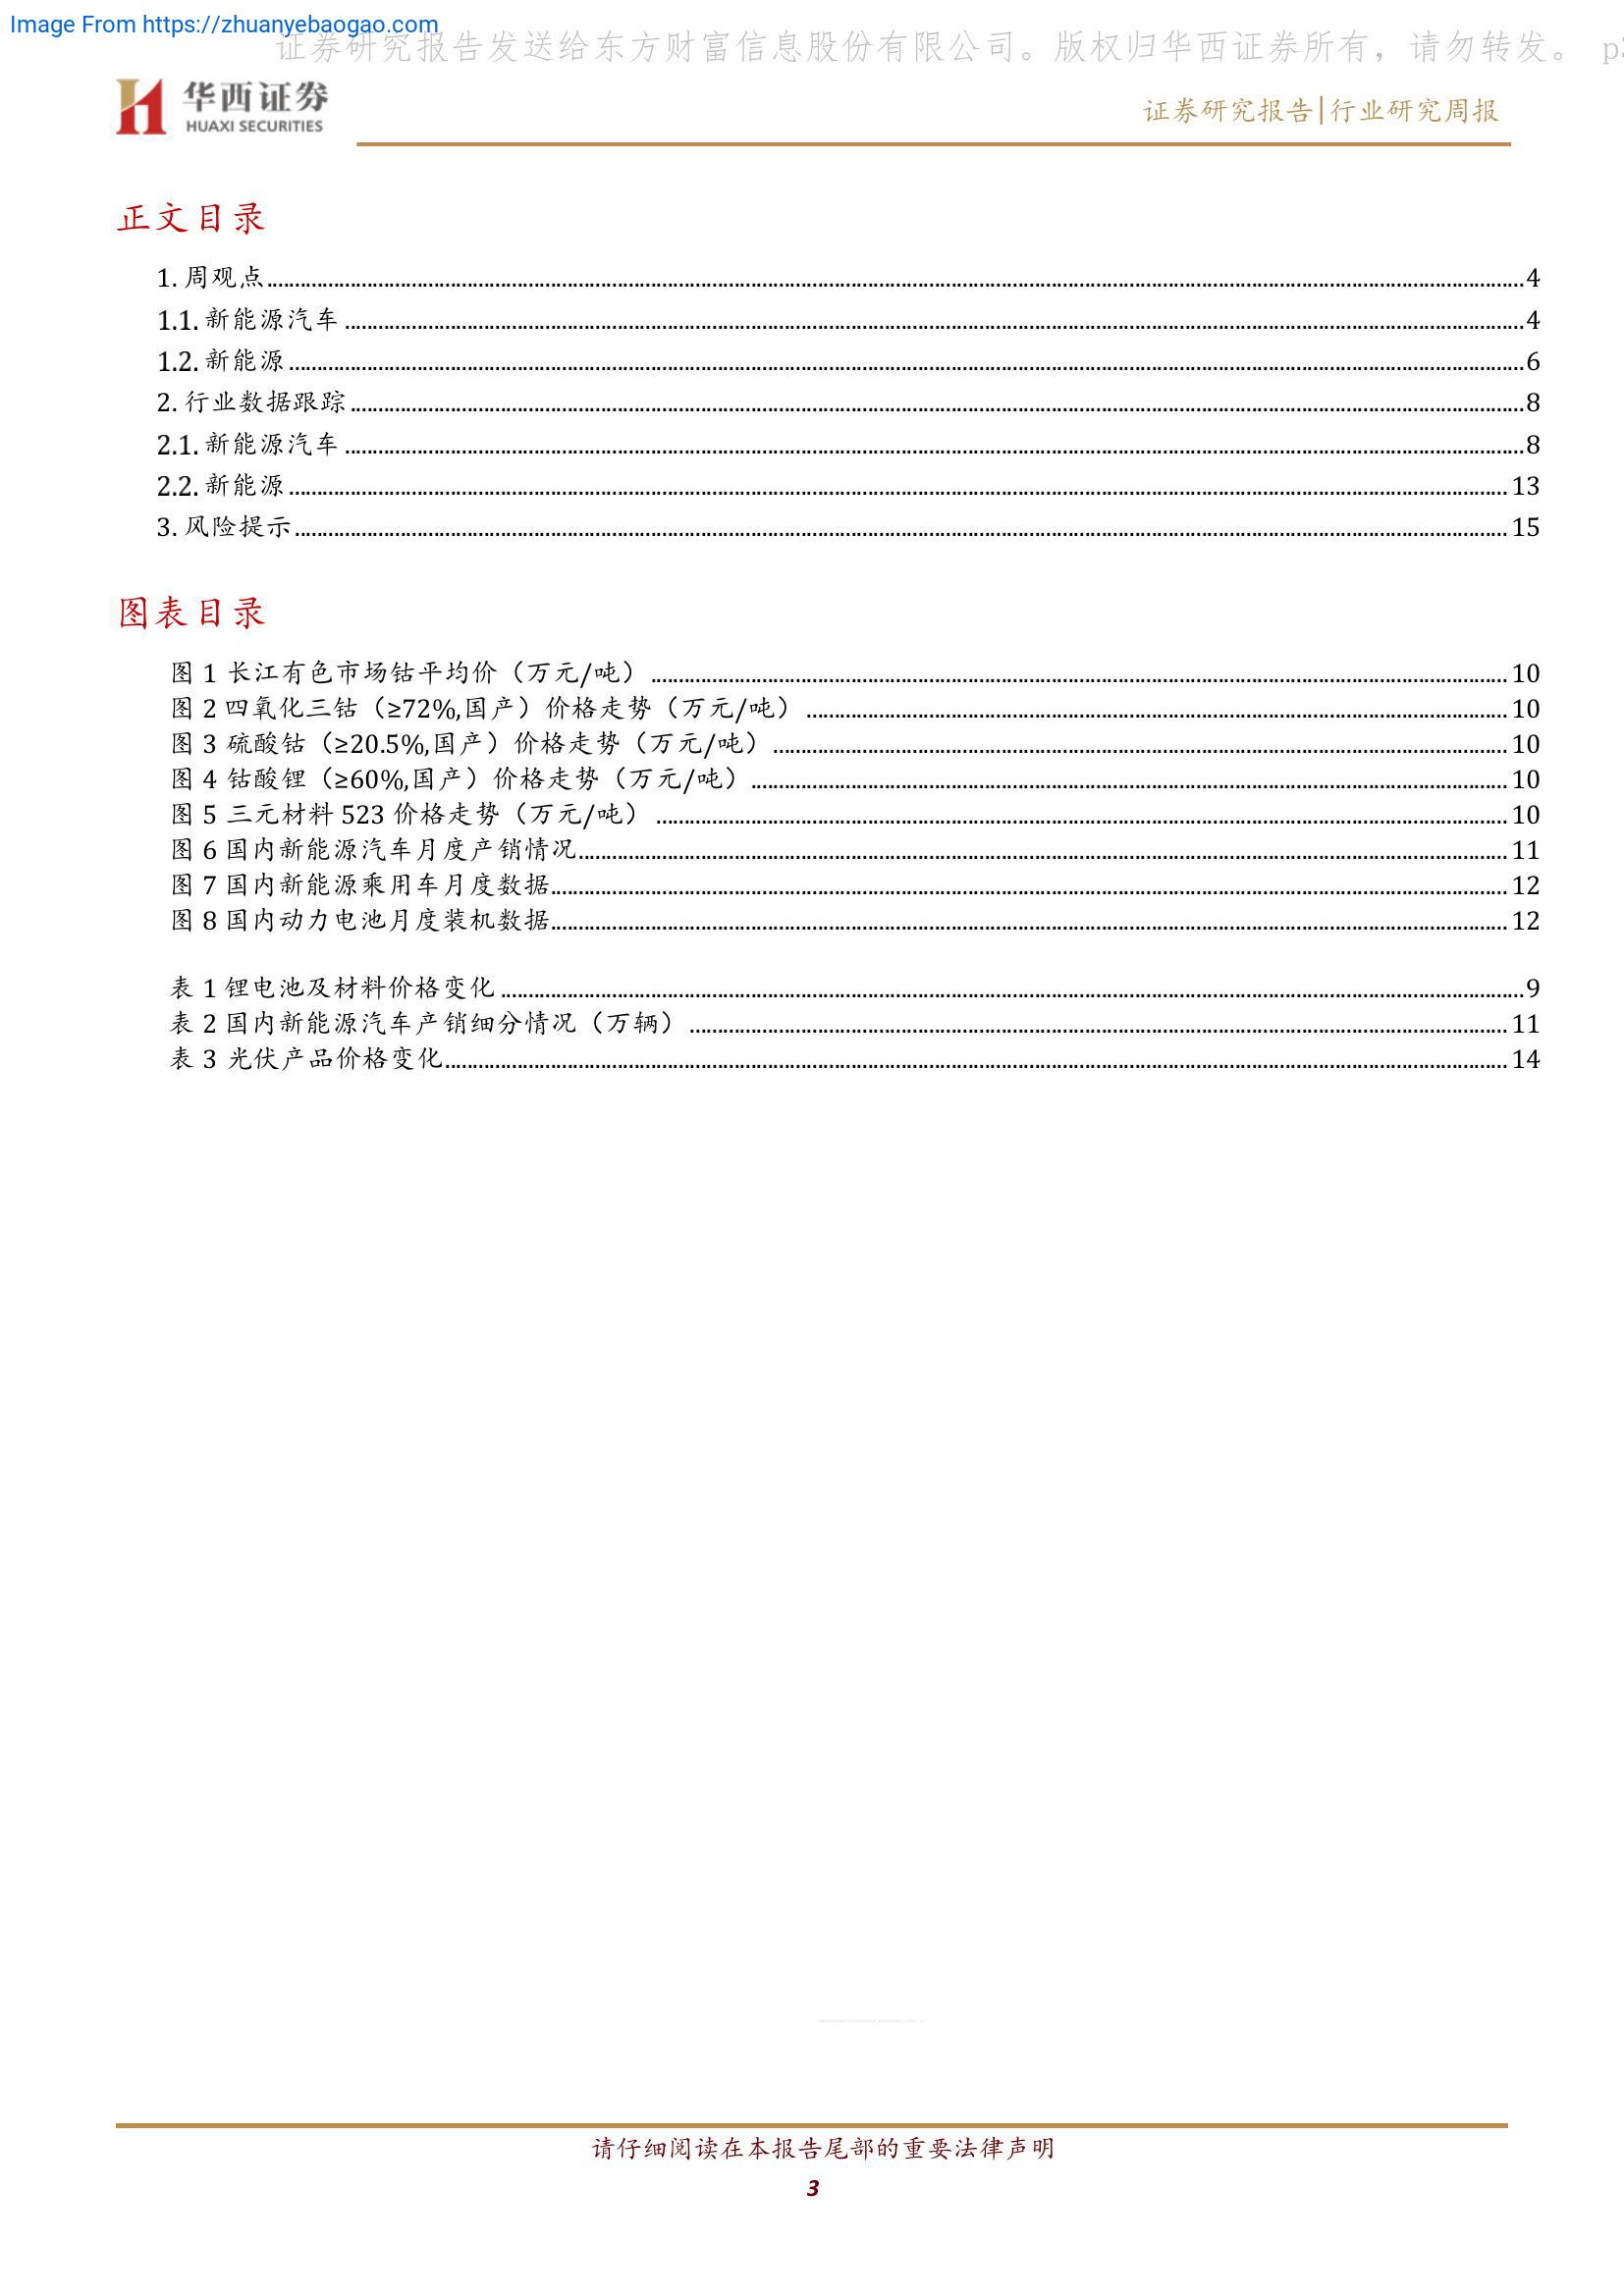 Image From https://zhuanyebaogao.com
证券研究报告发送给东方财富信息股份有限公司。版权归华西证券所有，请勿转发。 p
华西证券
HUAXI SECURITIES
证券研究报告|行业研究周报
正文目录
1. 周观点 4
1.1. 新能源汽车 4
1.2. 新能源 6
2. 行业数据跟踪 8
2.1. 新能源汽车 8
2.2. 新能源 13
3. 风险提示 15
图表目录
图 1 长江有色市场钴平均价（万元/吨） 10
图 2 四氧化三钴（≥72%,国产）价格走势（万元/吨） 10
图 3 硫酸钴（≥20.5%,国产）价格走势（万元/吨） 10
图 4 钴酸锂（≥60%,国产）价格走势（万元/吨） 10
图 5 三元材料 523 价格走势（万元/吨） 10
图 6 国内新能源汽车月度产销情况 11
图 7 国内新能源乘用车月度数据 12
图 8 国内动力电池月度装机数据 12
表 1 锂电池及材料价格变化 9
表 2 国内新能源汽车产销细分情况（万辆） 11
表 3 光伏产品价格变化 14
请仔细阅读在本报告尾部的重要法律声明
3